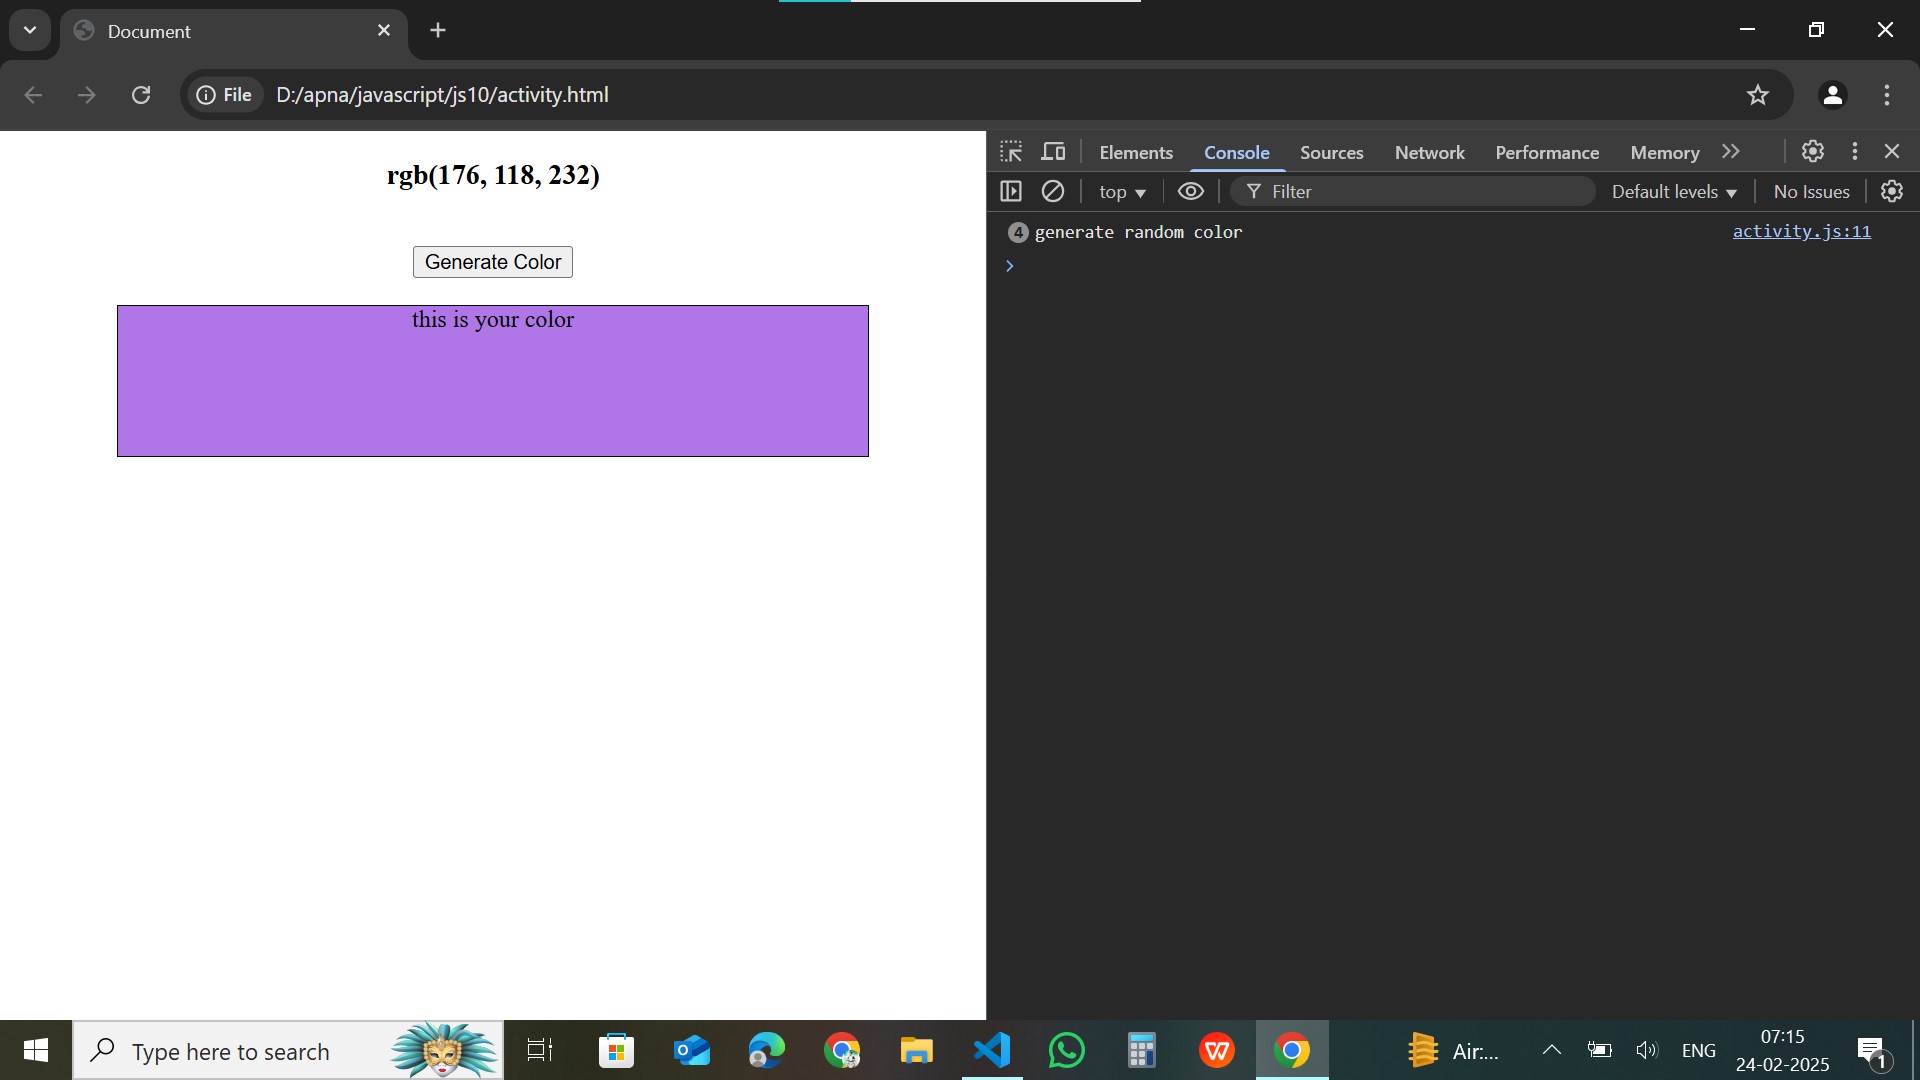 Document
File D:/apna/javascript/js10/activity.html
rgb(176, 118, 232)
Generate Color
this is your color
Elements Console Sources Network Performance Memory
top Filter Default levels No Issues
4 generate random color activity.js:11
Type here to search
Air:...
ENG
07:15
24-02-2025
1